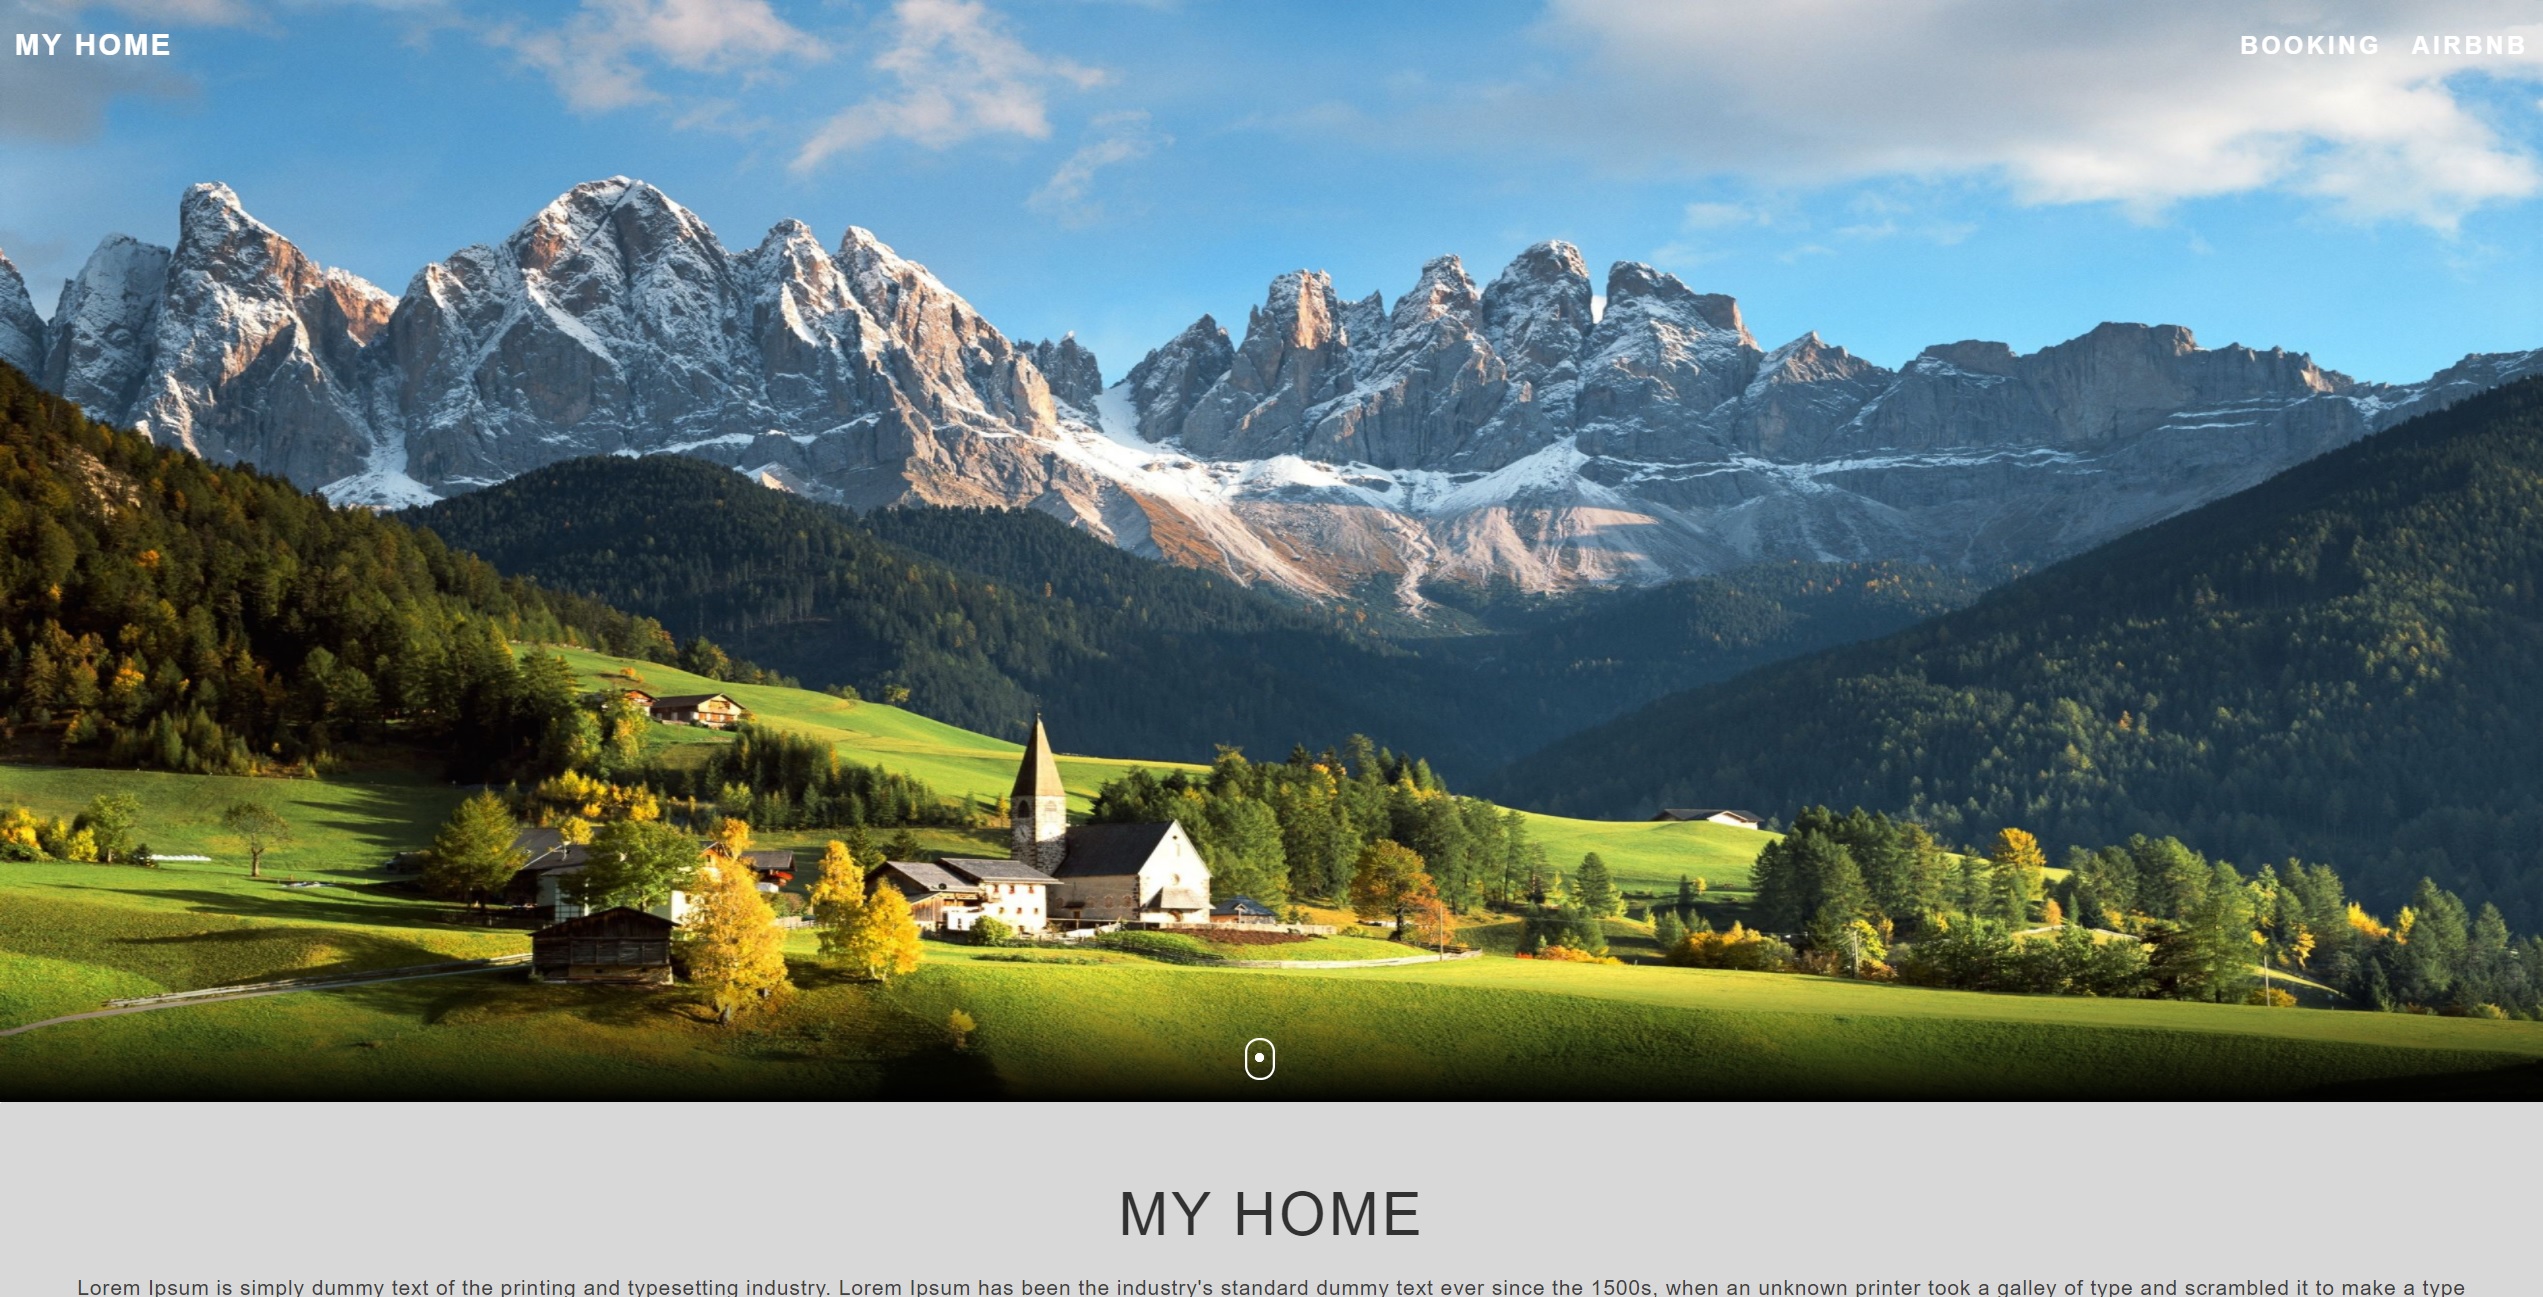 MY HOME
BOOKING AIRBNB
MY HOME
Lorem Ipsum is simply dummy text of the printing and typesetting industry. Lorem Ipsum has been the industry's standard dummy text ever since the 1500s, when an unknown printer took a galley of type and scrambled it to make a type